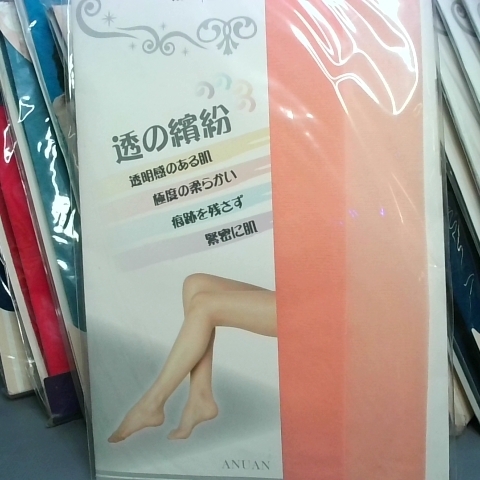 透の繽紛
透明感のある肌
極度の柔らかい
痕跡を残さず
緊密に肌
ANUAN